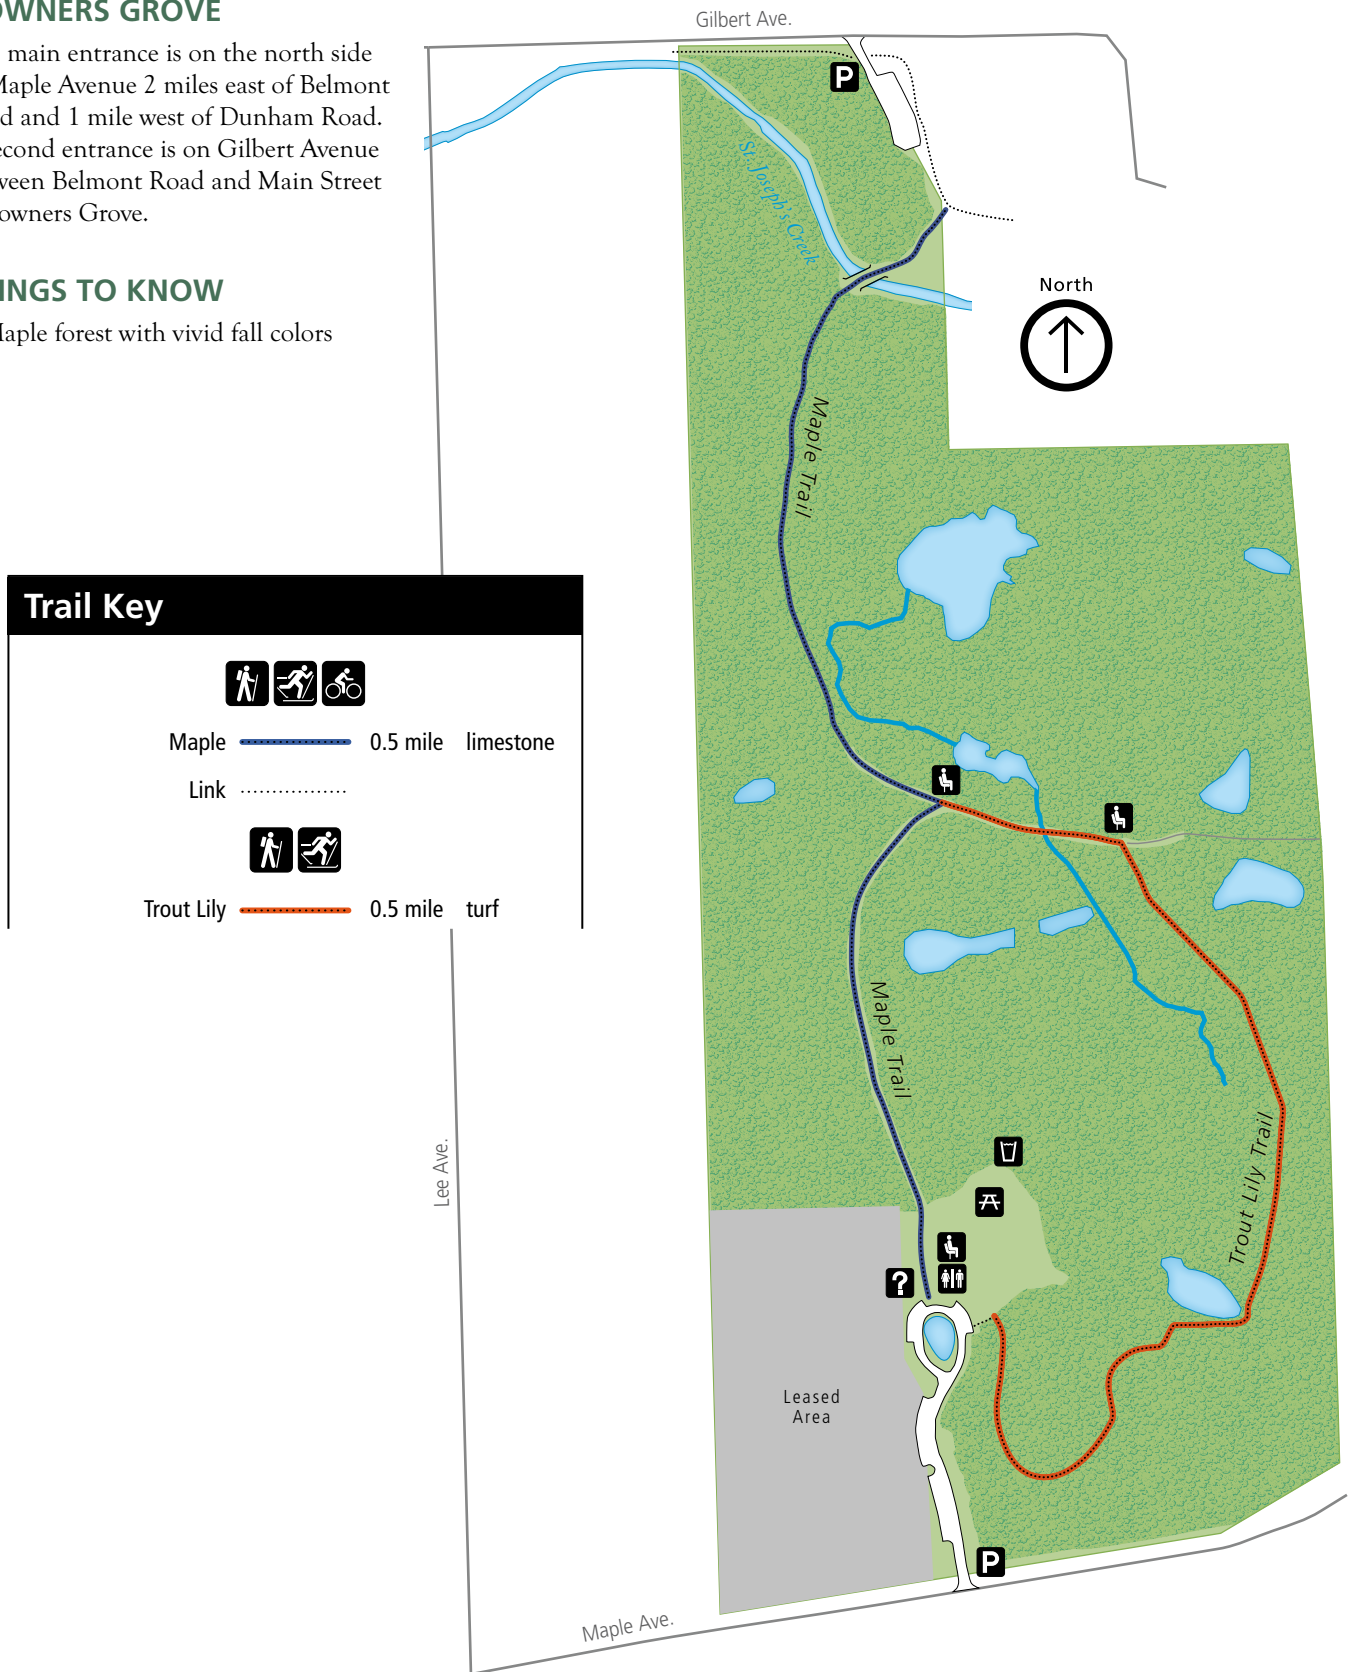 OWNERS GROVE
main entrance is on the north side
Maple Avenue 2 miles east of Belmont
d and 1 mile west of Dunham Road.
econd entrance is on Gilbert Avenue
ween Belmont Road and Main Street
owners Grove.
INGS TO KNOW
Maple forest with vivid fall colors
Gilbert Ave.
P
St. Joseph's Creek
North
Maple Trail
Trail Key
Maple 0.5 mile limestone
Link
Trout Lily 0.5 mile turf
Maple Trail
Lee Ave.
Trout Lily Trail
?
Leased
Area
P
Maple Ave.